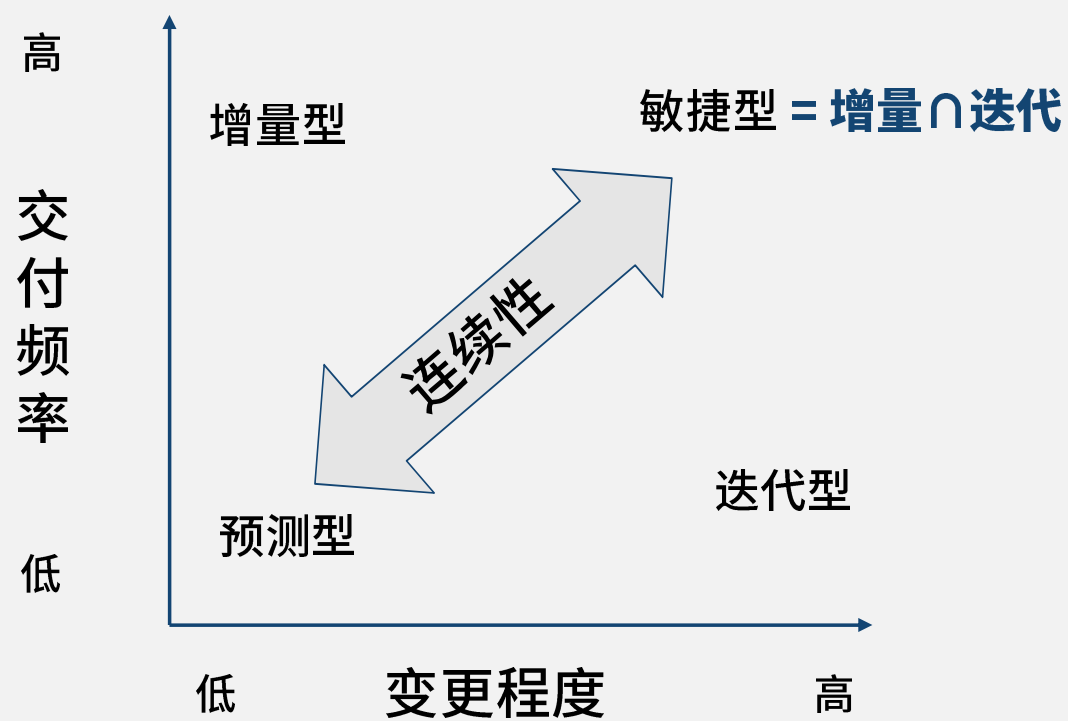 高
增量型
敏捷型 = 增量∩迭代
交付频率
连续性
迭代型
预测型
低
低
变更程度
高